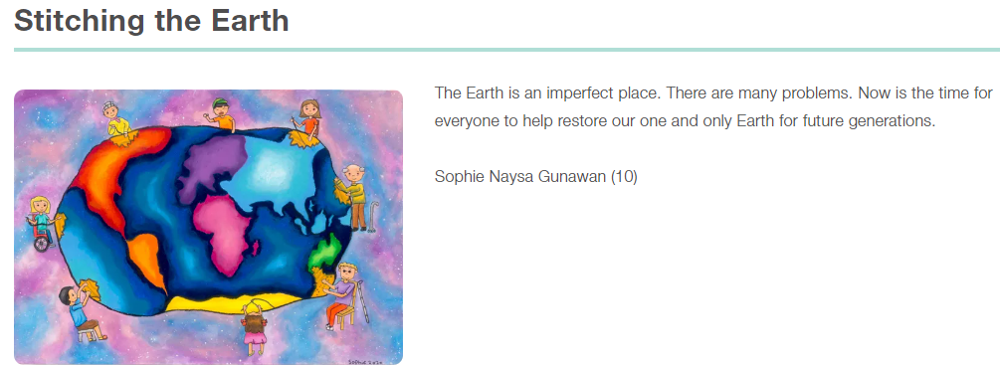 Stitching the Earth
The Earth is an imperfect place. There are many problems. Now is the time for
everyone to help restore our one and only Earth for future generations.
Sophie Naysa Gunawan (10)
Sophie 2020